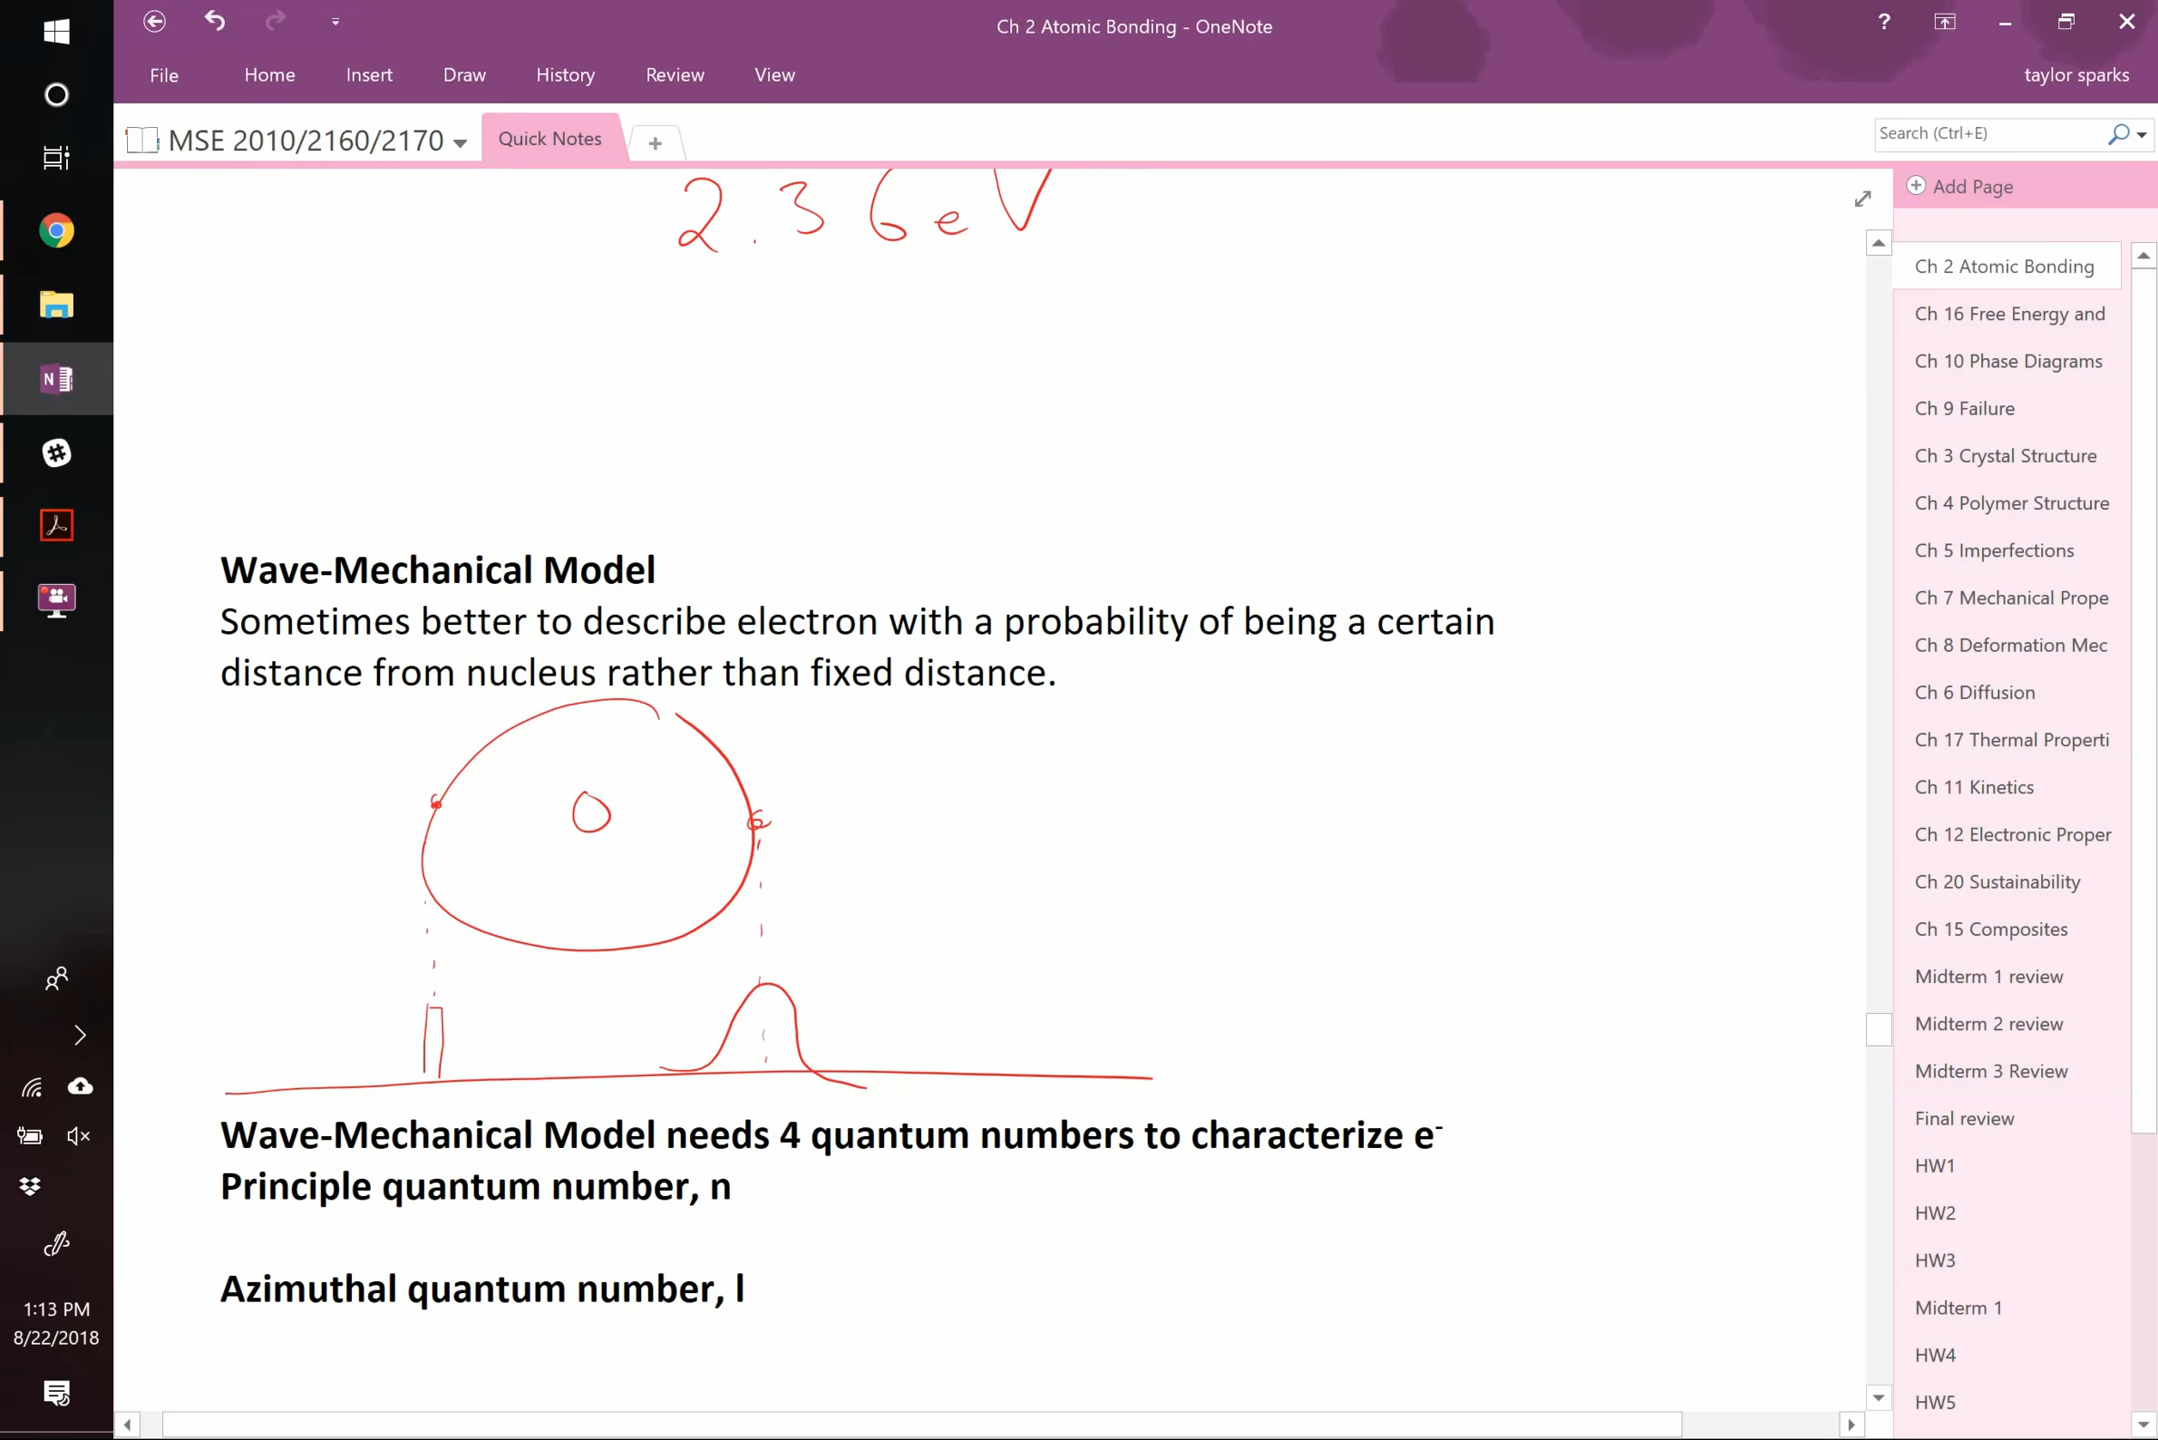 Ch 2 Atomic Bonding - OneNote
?
File Home Insert Draw History Review View
taylor sparks
MSE 2010/2160/2170
Quick Notes
+
Search (Ctrl+E)
2.36eV
Wave-Mechanical Model
Sometimes better to describe electron with a probability of being a certain
distance from nucleus rather than fixed distance.
Wave-Mechanical Model needs 4 quantum numbers to characterize e-
Principle quantum number, n
Azimuthal quantum number, l
Add Page
Ch 2 Atomic Bonding
Ch 16 Free Energy and
Ch 10 Phase Diagrams
Ch 9 Failure
Ch 3 Crystal Structure
Ch 4 Polymer Structure
Ch 5 Imperfections
Ch 7 Mechanical Prope
Ch 8 Deformation Mec
Ch 6 Diffusion
Ch 17 Thermal Properti
Ch 11 Kinetics
Ch 12 Electronic Proper
Ch 20 Sustainability
Ch 15 Composites
Midterm 1 review
Midterm 2 review
Midterm 3 Review
Final review
HW1
HW2
HW3
Midterm 1
HW4
HW5
N
1:13 PM
8/22/2018